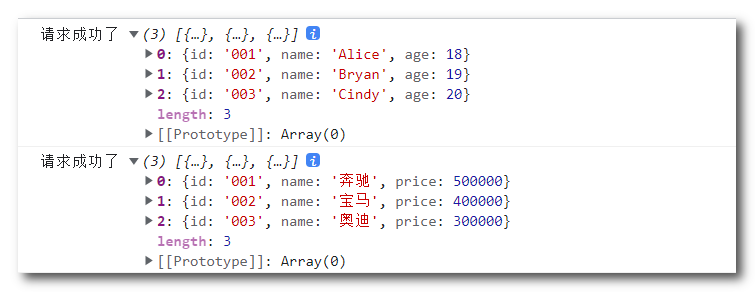 请求成功了 ▼(3) [{…}, {…}, {…}] i
▶0: {id: '001', name: 'Alice', age: 18}
▶1: {id: '002', name: 'Bryan', age: 19}
▶2: {id: '003', name: 'Cindy', age: 20}
length: 3
▶[[Prototype]]: Array(0)
请求成功了 ▼(3) [{…}, {…}, {…}] i
▶0: {id: '001', name: '奔驰', price: 500000}
▶1: {id: '002', name: '宝马', price: 400000}
▶2: {id: '003', name: '奥迪', price: 300000}
length: 3
▶[[Prototype]]: Array(0)